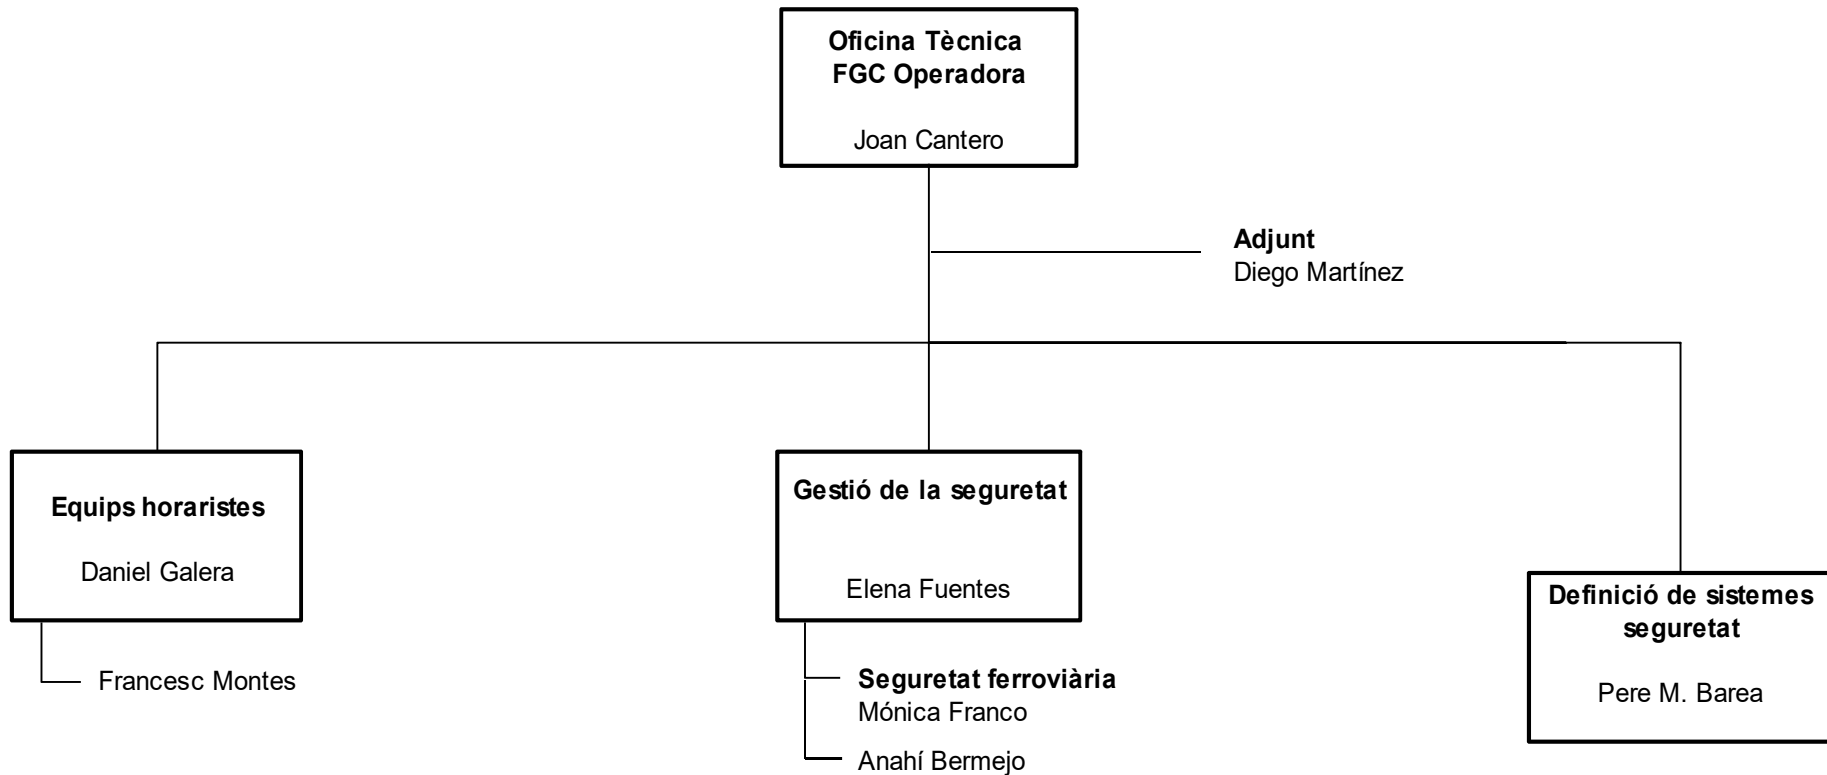 Oficina Tècnica
FGC Operadora
Joan Cantero
Adjunt
Diego Martínez
Equips horaristes
Daniel Galera
Francesc Montes
Gestió de la seguretat
Elena Fuentes
Seguretat ferroviària
Mónica Franco
Anahí Bermejo
Definició de sistemes
seguretat
Pere M. Barea